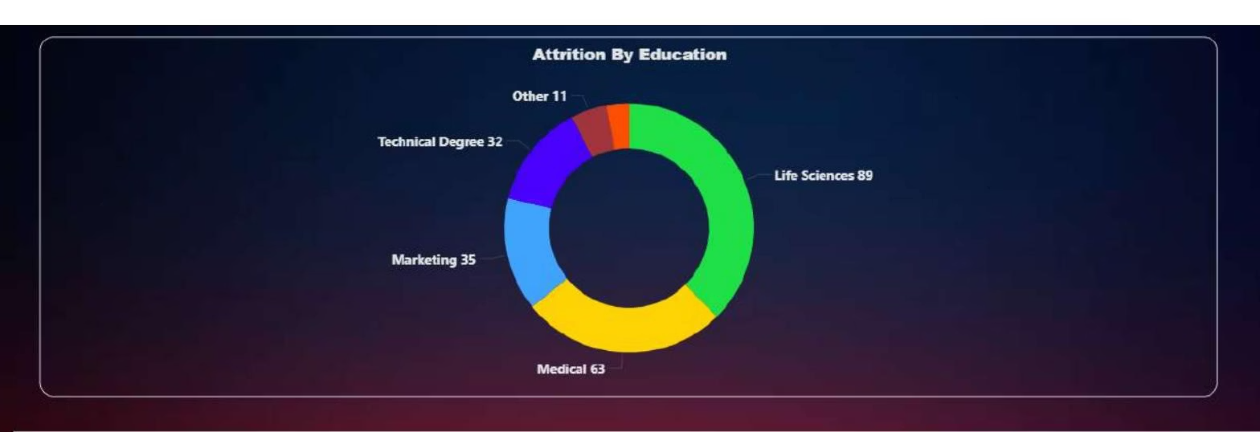 Attrition By Education
Other 11
Technical Degree 32
Life Sciences 89
Marketing 35
Medical 63